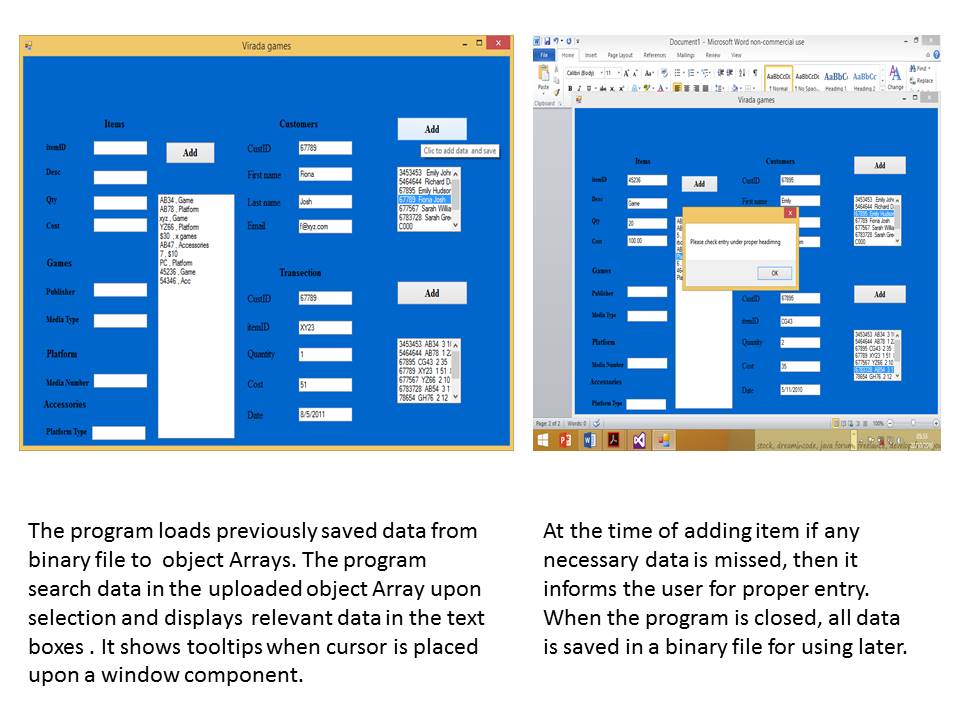 Virada games
Items
itemID
Desc
Qty
Cost
Add
Games
Publisher
Media Type
Platform
Media Number
Accessories
Platform Type
AB34 , Game
AB78 , Platform
xyz , Game
YZ66 , Platform
$30 , x games
AB47 , Accessories
7 , $10
PC , Platform
45236 , Game
54346 , Acc
Customers
CustID 67789
First name Fiona
Last name Josh
Email f@xyz.com
Add
Clic to add data and save
3453453 Emily John
5464644 Richard D
67895 Emily Hudson
67789 Fiona Josh
677567 Sarah Willia
6783728 Sarah Gre
C000
Transection
CustID 67789
itemID XY23
Quantity 1
Cost 51
Date 8/5/2011
Add
3453453 AB34 3 1
5464644 AB78 1 2
67895 CG43 2 35
67789 XY23 1 51
677567 YZ66 2 10
6783728 AB54 3 1
78654 GH76 2 12
Document1 - Microsoft Word non-commercial use
File Home Insert Page Layout References Mailings Review View
Calibri (Body) 11
Paste
Clipboard
AaBbCcDc AaBbCcDc AaBbC AaBbCc
¶ Normal ¶ No Spac... Heading 1 Heading 2
Change
Find
Replace
Virada games
Items
itemID 45236
Desc Game
Qty 20
Cost 100.00
Add
Games
Publisher
Media Type
Platform
Media Number
Accessories
Platform Type
Customers
CustID 67895
First name Emily
Add
3453453 Emily John
5464644 Richard D
67895 Emily Hudson
67789 Fiona Josh
677567 Sarah Willia
6783728 Sarah Gre
C000
Please check entry under proper headimng
OK
CustID 67895
itemID CG43
Quantity 2
Cost 35
Date 5/11/2010
Add
3453453 AB34 3 1
5464644 AB78 1 2
67895 CG43 2 35
67789 XY23 1 51
677567 YZ66 2 10
6783728 AB54 3 1
78654 GH76 2 12
Page: 2 of 2 Words: 0 100%
stock, dreamincode, java forum, freelance, develop
The program loads previously saved data from
binary file to object Arrays. The program
search data in the uploaded object Array upon
selection and displays relevant data in the text
boxes . It shows tooltips when cursor is placed
upon a window component.
At the time of adding item if any
necessary data is missed, then it
informs the user for proper entry.
When the program is closed, all data
is saved in a binary file for using later.